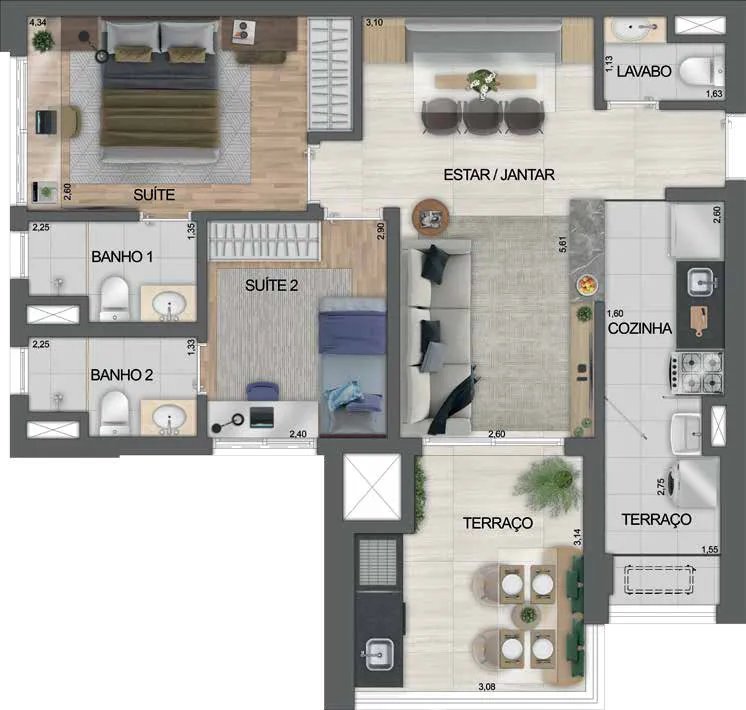 4,34
3,10
1,13
LAVABO
1,63
ESTAR / JANTAR
2,60
SUÍTE
2,25
1,35
2,90
5,61
2,60
BANHO 1
SUÍTE 2
1,60
COZINHA
2,25
1,33
BANHO 2
2,40
2,60
2,75
TERRAÇO
3,14
TERRAÇO
1,55
3,08